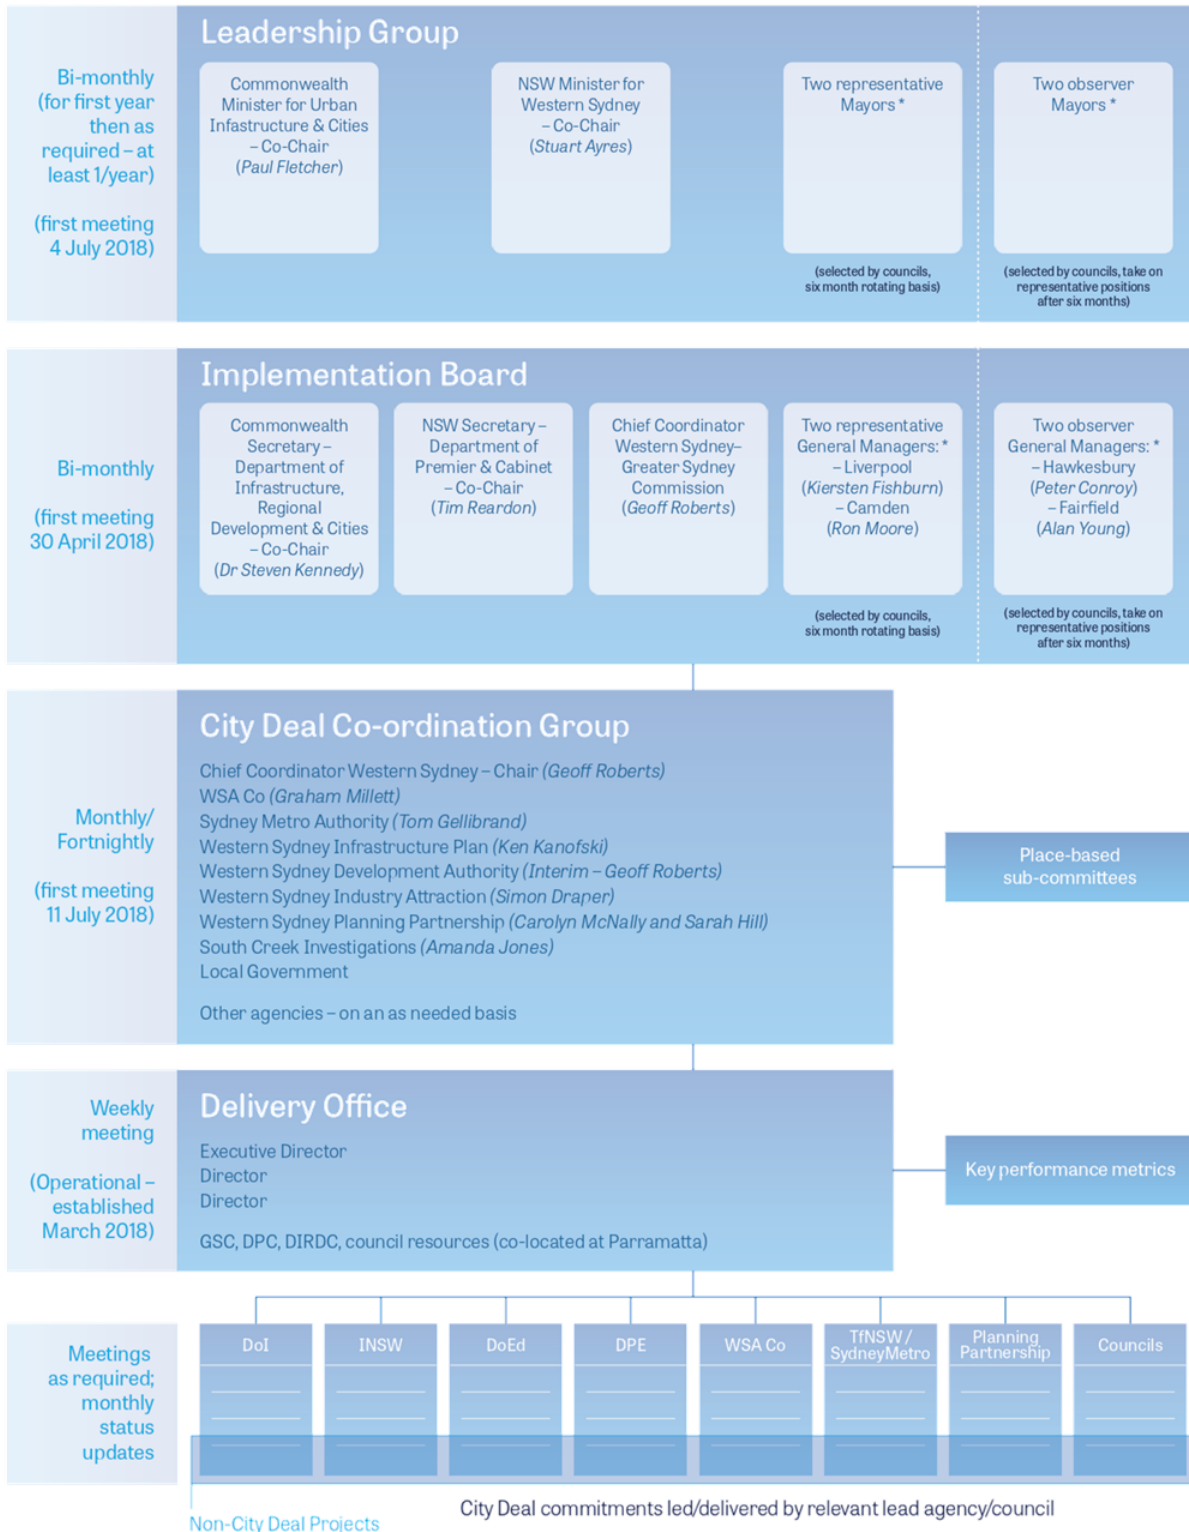 Leadership Group
Bi-monthly
(for first year
then as
required – at
least 1/year)
(first meeting
4 July 2018)
Commonwealth
Minister for Urban
Infastructure & Cities
– Co-Chair
(Paul Fletcher)
NSW Minister for
Western Sydney
– Co-Chair
(Stuart Ayres)
Two representative
Mayors *
(selected by councils,
six month rotating basis)
Two observer
Mayors *
(selected by councils, take on
representative positions
after six months)
Implementation Board
Bi-monthly
(first meeting
30 April 2018)
Commonwealth
Secretary –
Department of
Infrastructure,
Regional
Development & Cities
– Co-Chair
(Dr Steven Kennedy)
NSW Secretary –
Department of
Premier & Cabinet
– Co-Chair
(Tim Reardon)
Chief Coordinator
Western Sydney–
Greater Sydney
Commission
(Geoff Roberts)
Two representative
General Managers: *
– Liverpool
(Kiersten Fishburn)
– Camden
(Ron Moore)
(selected by councils,
six month rotating basis)
Two observer
General Managers: *
– Hawkesbury
(Peter Conroy)
– Fairfield
(Alan Young)
(selected by councils, take on
representative positions
after six months)
City Deal Co-ordination Group
Monthly/
Fortnightly
(first meeting
11 July 2018)
Chief Coordinator Western Sydney – Chair (Geoff Roberts)
WSA Co (Graham Millett)
Sydney Metro Authority (Tom Gellibrand)
Western Sydney Infrastructure Plan (Ken Kanofski)
Western Sydney Development Authority (Interim – Geoff Roberts)
Western Sydney Industry Attraction (Simon Draper)
Western Sydney Planning Partnership (Carolyn McNally and Sarah Hill)
South Creek Investigations (Amanda Jones)
Local Government
Other agencies – on an as needed basis
Place-based
sub-committees
Delivery Office
Weekly
meeting
(Operational –
established
March 2018)
Executive Director
Director
Director
GSC, DPC, DIRDC, council resources (co-located at Parramatta)
Key performance metrics
Meetings
as required;
monthly
status
updates
DoI
INSW
DoEd
DPE
WSA Co
TfNSW /
SydneyMetro
Planning
Partnership
Councils
City Deal commitments led/delivered by relevant lead agency/council
Non-City Deal Projects